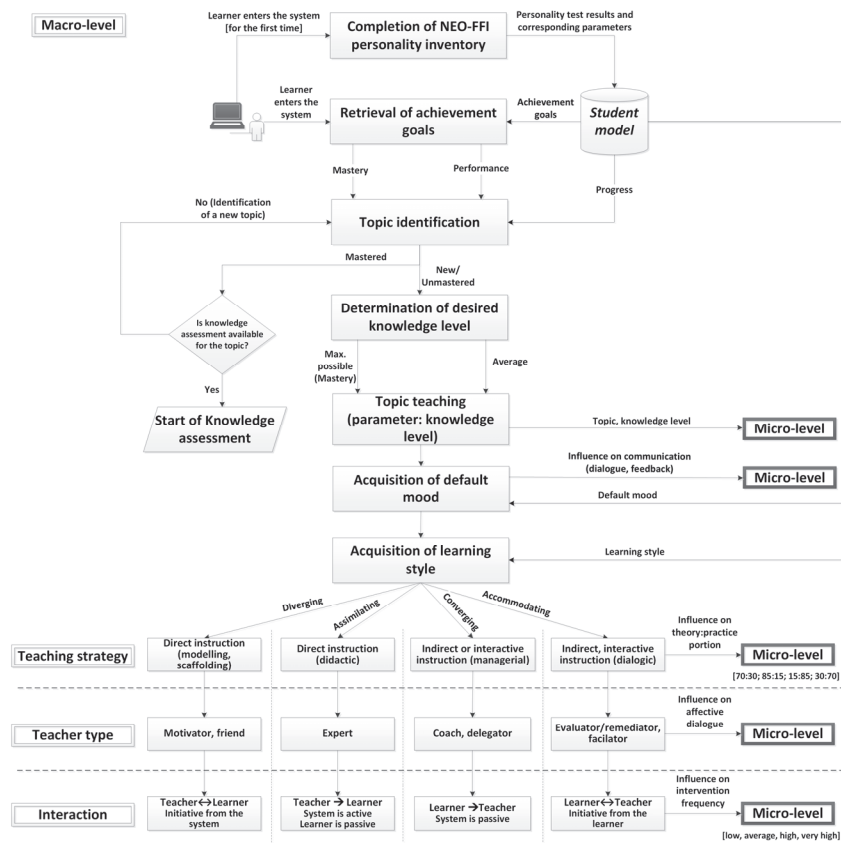 Macro-level
Learner enters the system
[for the first time]
Completion of NEO-FFI
personality inventory
Personality test results and
corresponding parameters
Learner
enters the
system
Retrieval of achievement
goals
Achievement
goals
Student
model
Mastery
Performance
Progress
No (Identification
of a new topic)
Topic identification
Mastered
New/
Unmastered
Is knowledge
assessment available
for the topic?
Determination of desired
knowledge level
Max.
possible
(Mastery)
Average
Yes
Start of Knowledge
assessment
Topic teaching
(parameter: knowledge
level)
Topic, knowledge level
Micro-level
Acquisition of default
mood
Influence on communication
(dialogue, feedback)
Micro-level
Default mood
Acquisition of learning
style
Learning style
Diverging
Assimilating
Converging
Accommodating
Teaching strategy
Direct instruction
(modelling,
scaffolding)
Direct instruction
(didactic)
Indirect or interactive
instruction (managerial)
Indirect, interactive
instruction (dialogic)
Influence on
theory:practice
portion
Micro-level
[70:30; 85:15; 15:85; 30:70]
Teacher type
Motivator, friend
Expert
Coach, delegator
Evaluator/remediator,
facilator
Influence on
affective
dialogue
Micro-level
Interaction
Teacher↔Learner
Initiative from the
system
Teacher → Learner
System is active
Learner is passive
Learner →Teacher
System is passive
Learner↔Teacher
Initiative from the
learner
Influence on
intervention
frequency
Micro-level
[low, average, high, very high]